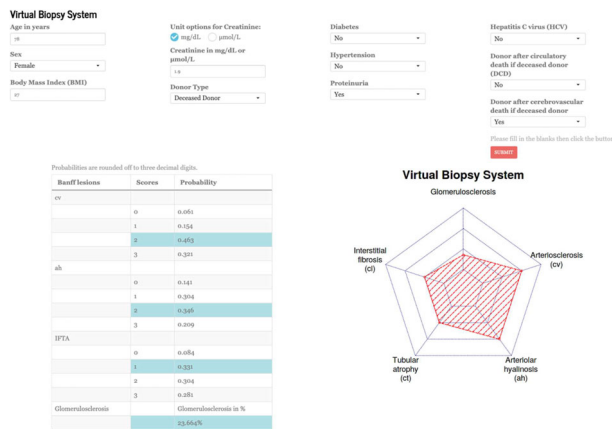 Virtual Biopsy System
Age in years
78
Sex
Female
Body Mass Index (BMI)
27
Unit options for Creatinine:
mg/dL µmol/L
Creatinine in mg/dL or
µmol/L
1.9
Donor Type
Deceased Donor
Diabetes
No
Hypertension
No
Proteinuria
Yes
Hepatitis C virus (HCV)
No
Donor after circulatory
death if deceased donor
(DCD)
No
Donor after cerebrovascular
death if deceased donor
Yes
Please fill in the blanks then click the button
SUBMIT
Probabilities are rounded off to three decimal digits.
Banff lesions Scores Probability
cv
0 0.061
1 0.154
2 0.463
3 0.321
ah
0 0.141
1 0.304
2 0.346
3 0.209
IFTA
0 0.084
1 0.331
2 0.304
3 0.281
Glomerulosclerosis Glomerulosclerosis in %
23.664%
Virtual Biopsy System
Glomerulosclerosis
Interstitial
fibrosis
(ci)
Arteriosclerosis
(cv)
Tubular
atrophy
(ct)
Arteriolar
hyalinosis
(ah)